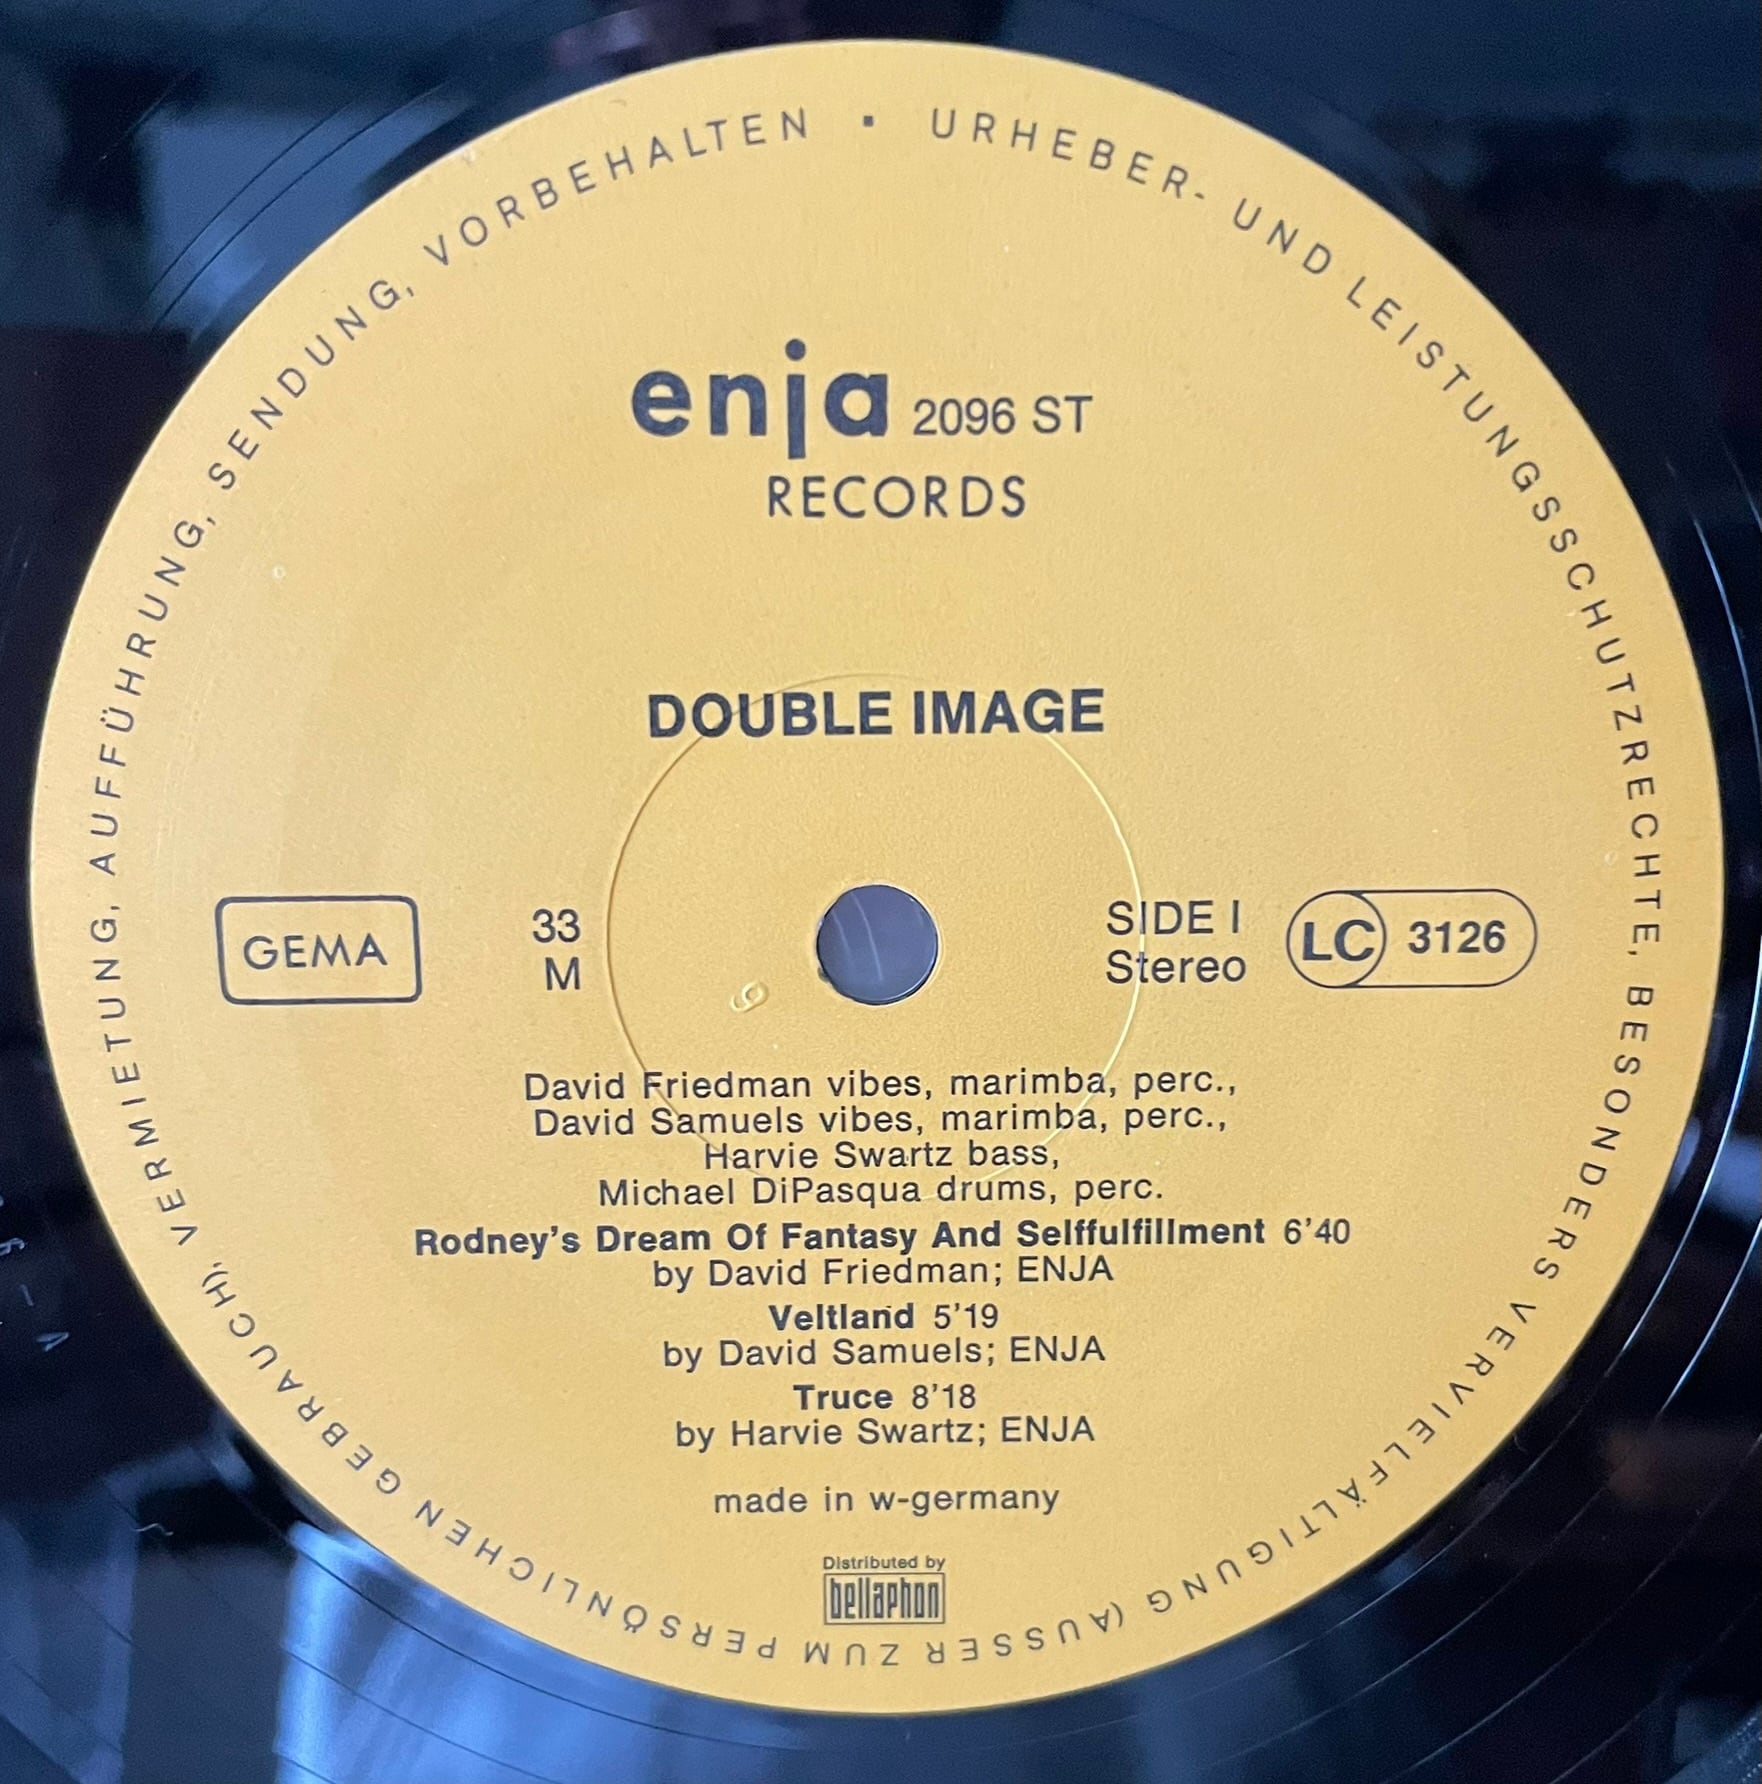 URHEBER- UND LEISTUNGSSCHUTZRECHTE, BESONDERS VERVIELFÄLTIGUNG (AUSSER ZUM PERSÖNLICHEN GEBRAUCH), VERMIETUNG, AUFFÜHRUNG, SENDUNG, VORBEHALTEN ▪
enja 2096 ST
RECORDS
DOUBLE IMAGE
GEMA
33
M
SIDE I
Stereo
LC 3126
9
David Friedman vibes, marimba, perc.,
David Samuels vibes, marimba, perc.,
Harvie Swartz bass,
Michael DiPasqua drums, perc.
Rodney's Dream Of Fantasy And Selffulfillment 6'40
by David Friedman; ENJA
Veltland 5'19
by David Samuels; ENJA
Truce 8'18
by Harvie Swartz; ENJA
made in w-germany
Distributed by
bellaphon